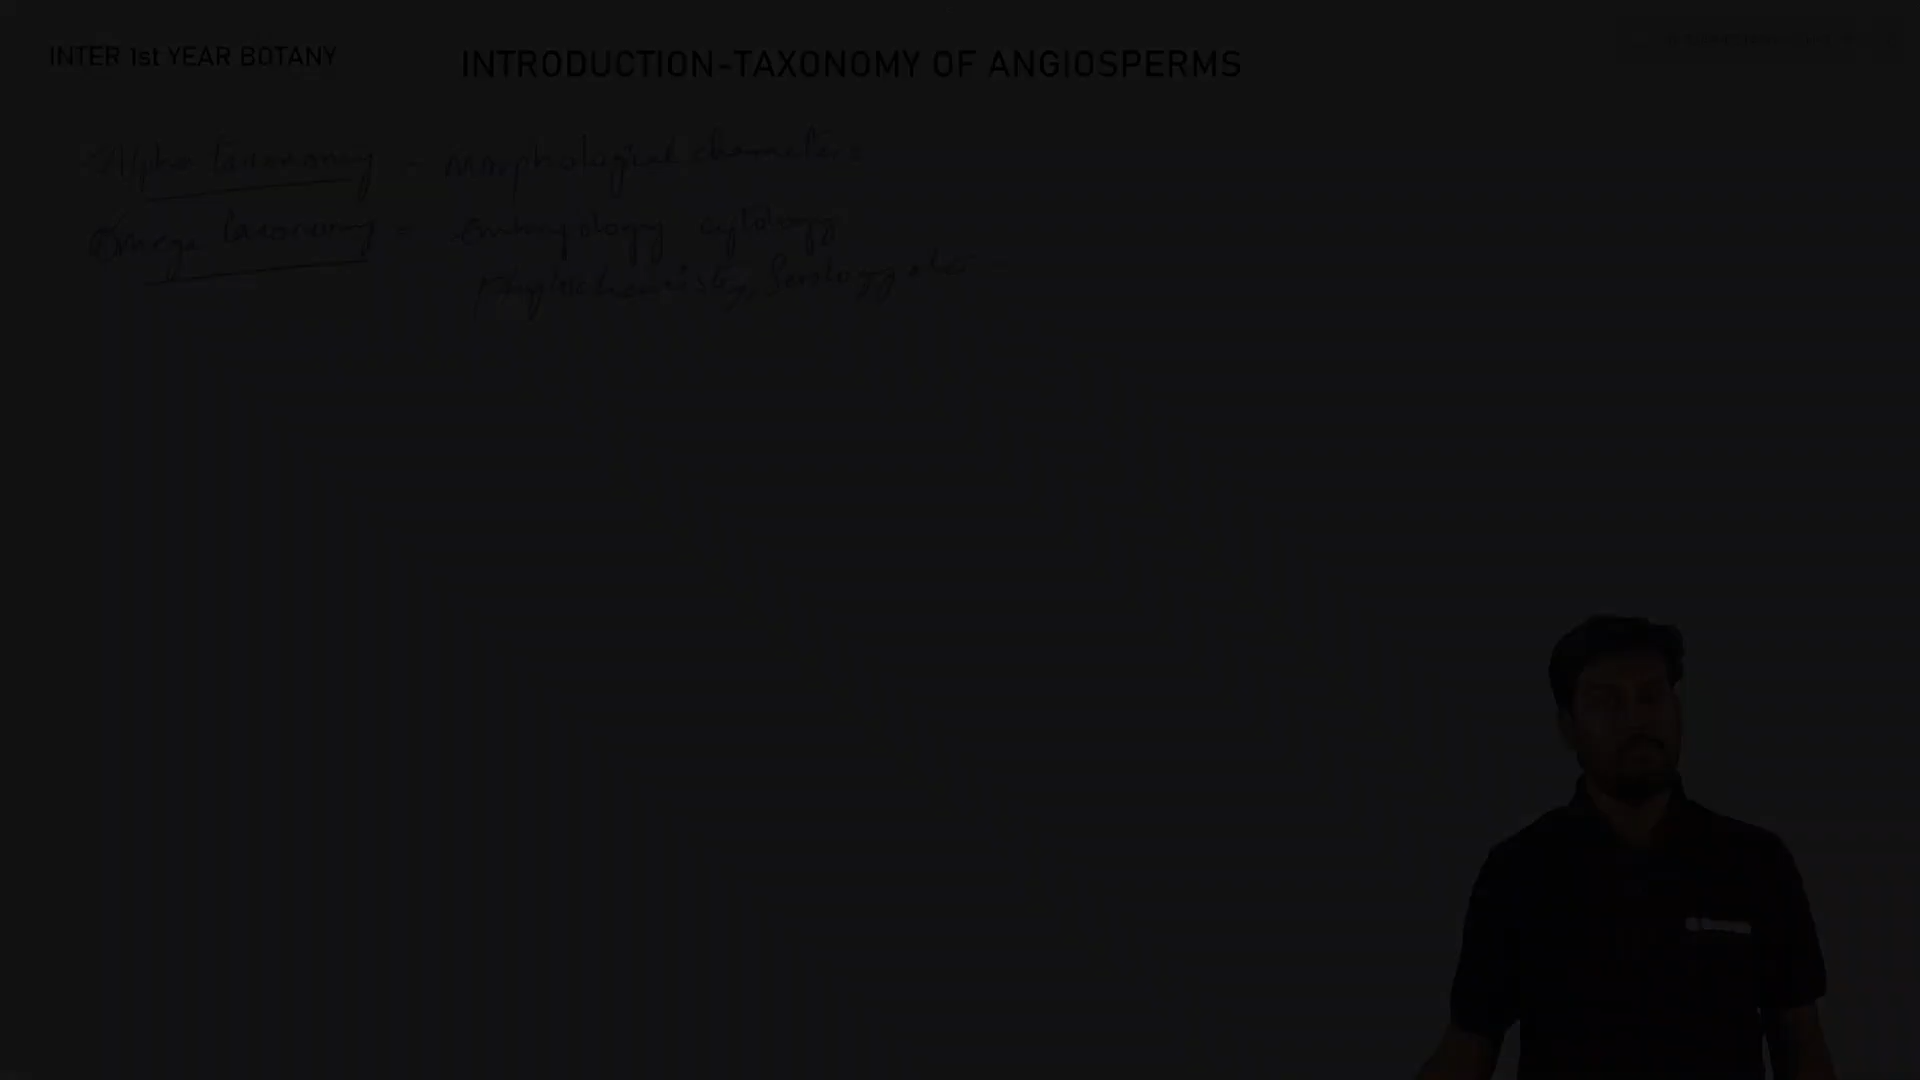 INTER 1st YEAR BOTANY
INTRODUCTION-TAXONOMY OF ANGIOSPERMS
Alpha taxonomy - morphological characters
Omega taxonomy = embryology cytology
phytochemistry, Serology etc